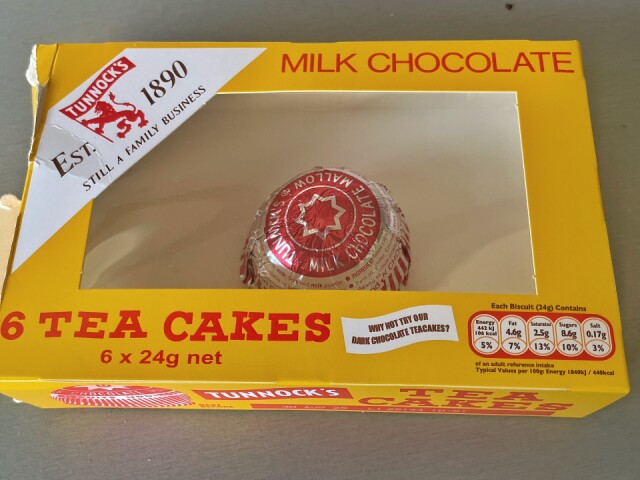 MILK CHOCOLATE
TUNNOCK'S
EST. 1890
STILL A FAMILY BUSINESS
MALLOW
MILK CHOCOLATE
6 TEA CAKES
6 x 24g net
WHY NOT TRY OUR
DARK CHOCOLATE TEACAKES?
Each Biscuit (24g) Contains
Energy
442 kJ
106 kcal
5%
Fat
4.6g
7%
Saturates
2.5g
13%
Sugars
8.6g
10%
Salt
0.17g
3%
of an adult reference intake
Typical Values per 100g: Energy 1840kJ / 440kcal
TUNNOCK'S
TEA
CAKES